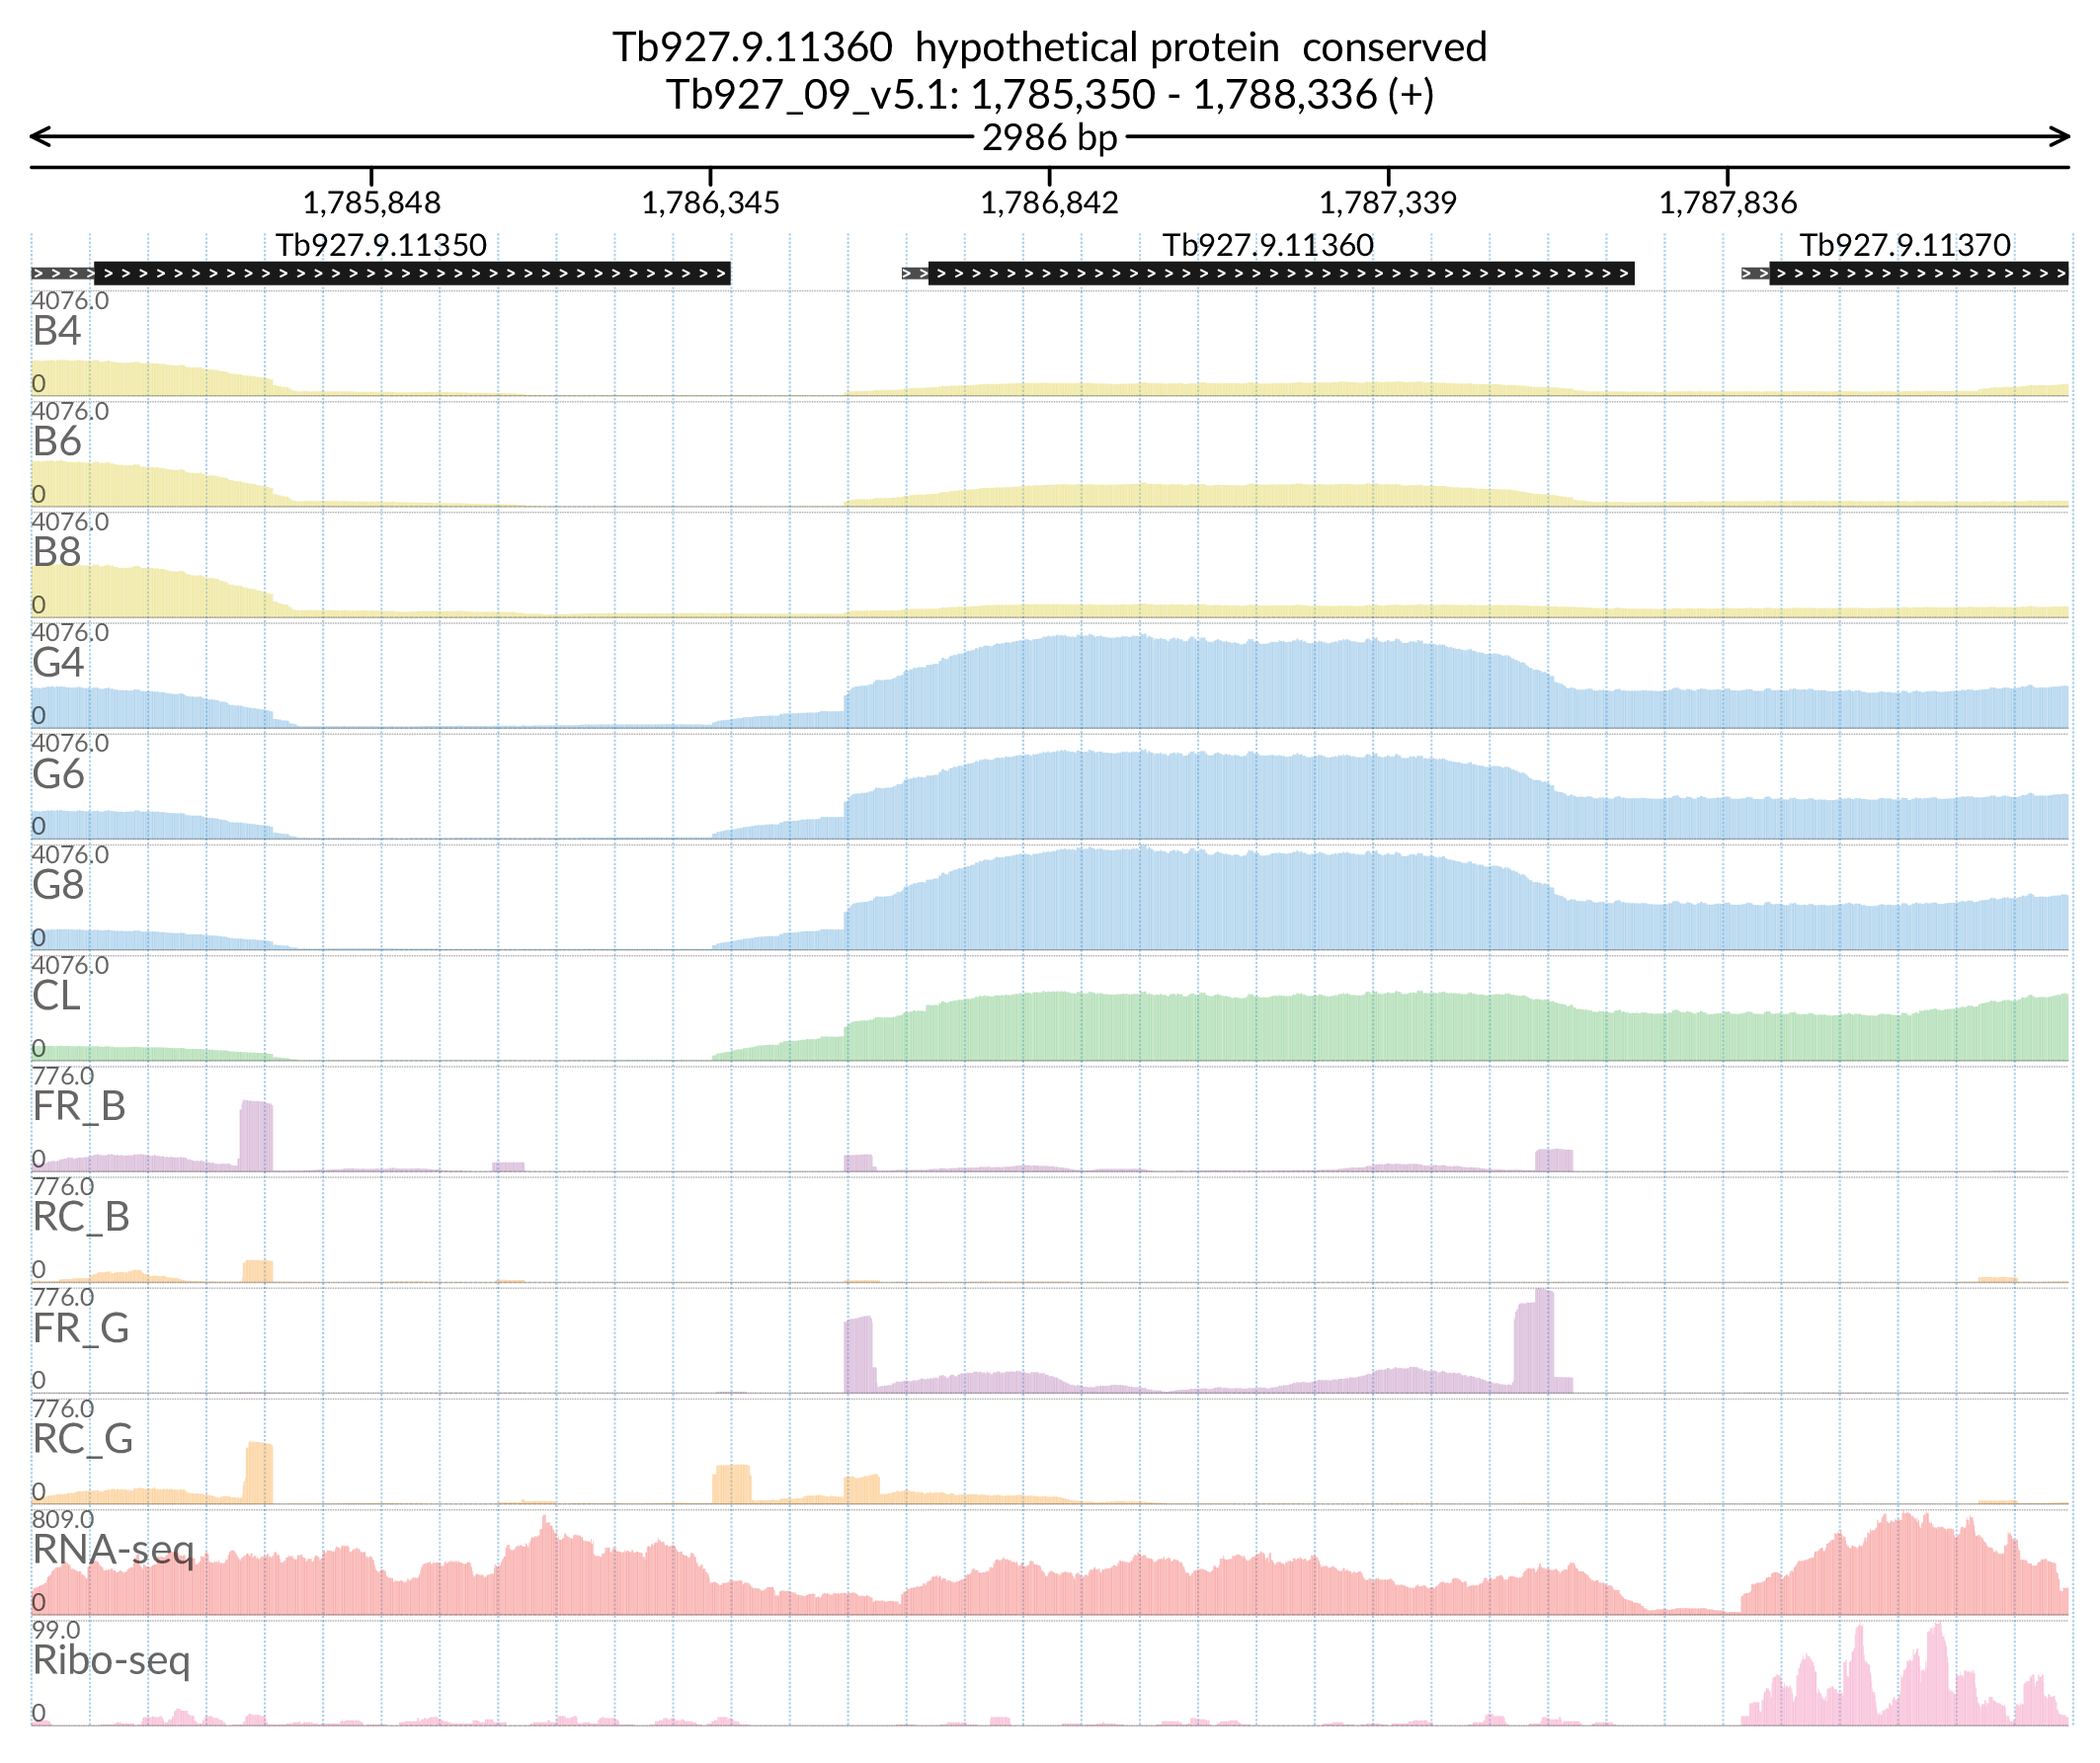 Tb927.9.11360 hypothetical protein conserved
Tb927_09_v5.1: 1,785,350 - 1,788,336 (+)
2986 bp
1,785,848 1,786,345 1,786,842 1,787,339 1,787,836
Tb927.9.11350 Tb927.9.11360 Tb927.9.11370
4076.0
B4
0
4076.0
B6
0
4076.0
B8
0
4076.0
G4
0
4076.0
G6
0
4076.0
G8
0
4076.0
CL
0
776.0
FR_B
0
776.0
RC_B
0
776.0
FR_G
0
776.0
RC_G
0
809.0
RNA-seq
0
99.0
Ribo-seq
0